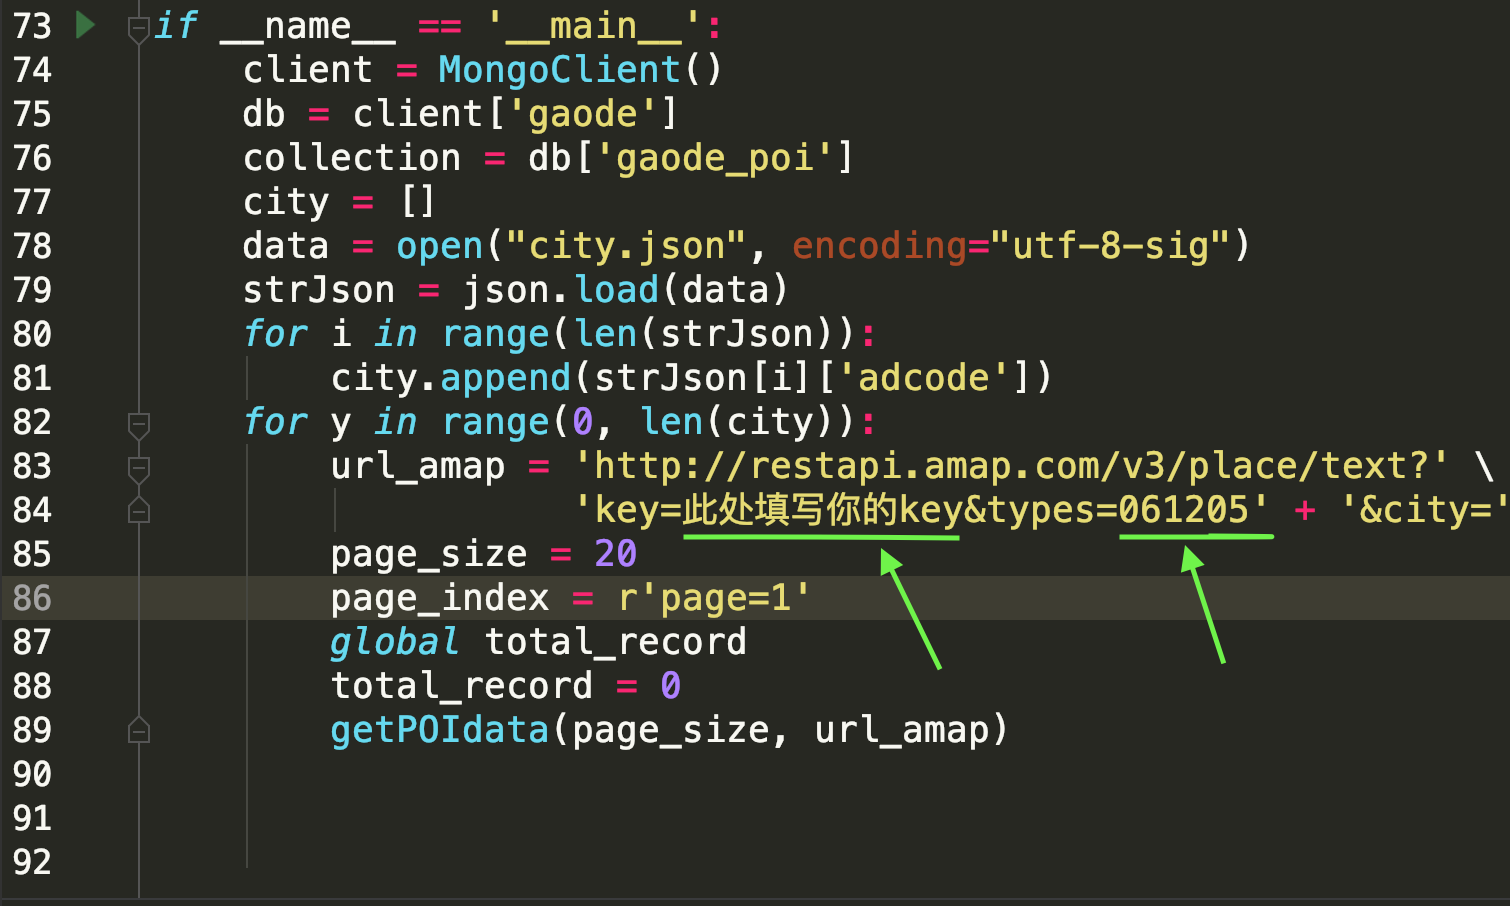 73 if __name__ == '__main__':
74 client = MongoClient()
75 db = client['gaode']
76 collection = db['gaode_poi']
77 city = []
78 data = open("city.json", encoding="utf-8-sig")
79 strJson = json.load(data)
80 for i in range(len(strJson)):
81 city.append(strJson[i]['adcode'])
82 for y in range(0, len(city)):
83 url_amap = 'http://restapi.amap.com/v3/place/text?' \
84 'key=此处填写你的key&types=061205' + '&city='
85 page_size = 20
86 page_index = r'page=1'
87 global total_record
88 total_record = 0
89 getPOIdata(page_size, url_amap)
90
91
92